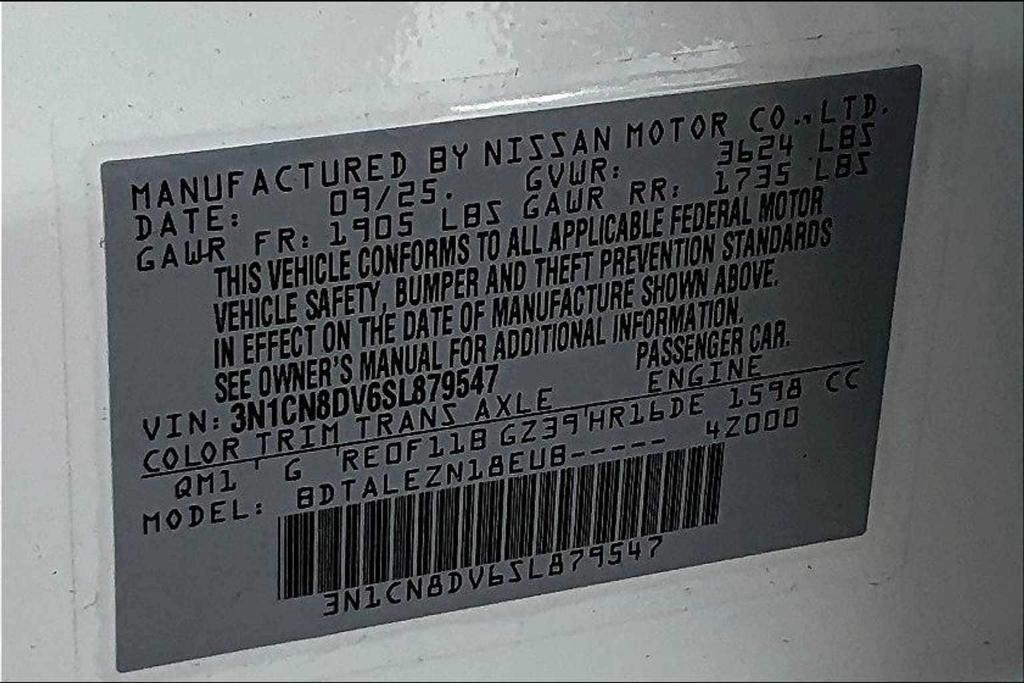 MANUFACTURED BY NISSAN MOTOR CO., LTD.
DATE: 09/25. GVWR: 3624 LBS
GAWR FR: 1905 LBS GAWR RR: 1735 LBS
THIS VEHICLE CONFORMS TO ALL APPLICABLE FEDERAL MOTOR
VEHICLE SAFETY, BUMPER AND THEFT PREVENTION STANDARDS
IN EFFECT ON THE DATE OF MANUFACTURE SHOWN ABOVE.
SEE OWNER'S MANUAL FOR ADDITIONAL INFORMATION.
VIN: 3N1CN8DV6SL879547 PASSENGER CAR.
COLOR TRIM TRANS AXLE ENGINE
QM1 G RE0F11B GZ39 HR16DE 1598 CC
MODEL: BDTALEZN18EUB----- 42000
3N1CN8DV6SL879547